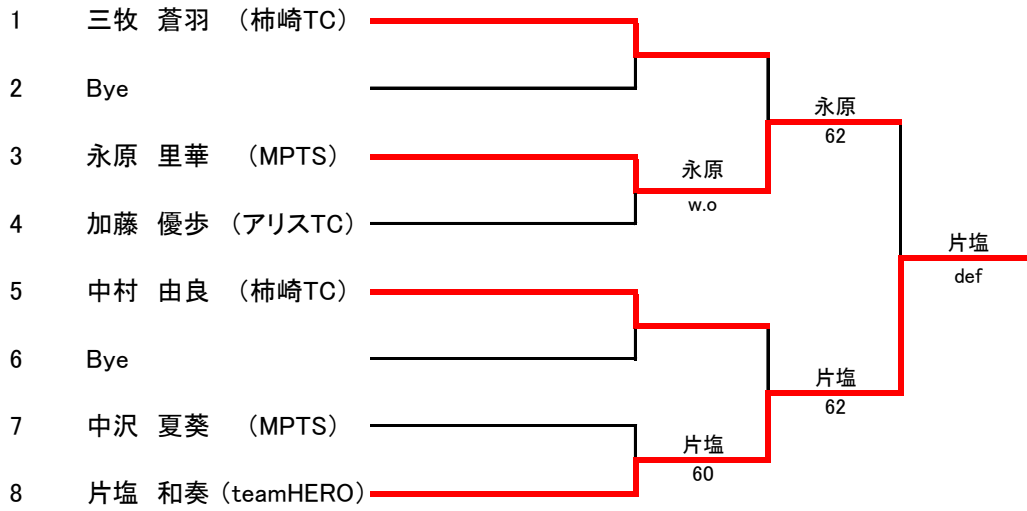 1 三牧 蒼羽 (柿崎TC)
2 Bye
永原
62
3 永原 里華 (MPTS)
永原
w.o
4 加藤 優歩 (アリスTC)
片塩
def
5 中村 由良 (柿崎TC)
6 Bye
片塩
62
7 中沢 夏葵 (MPTS)
片塩
60
8 片塩 和奏 (teamHERO)